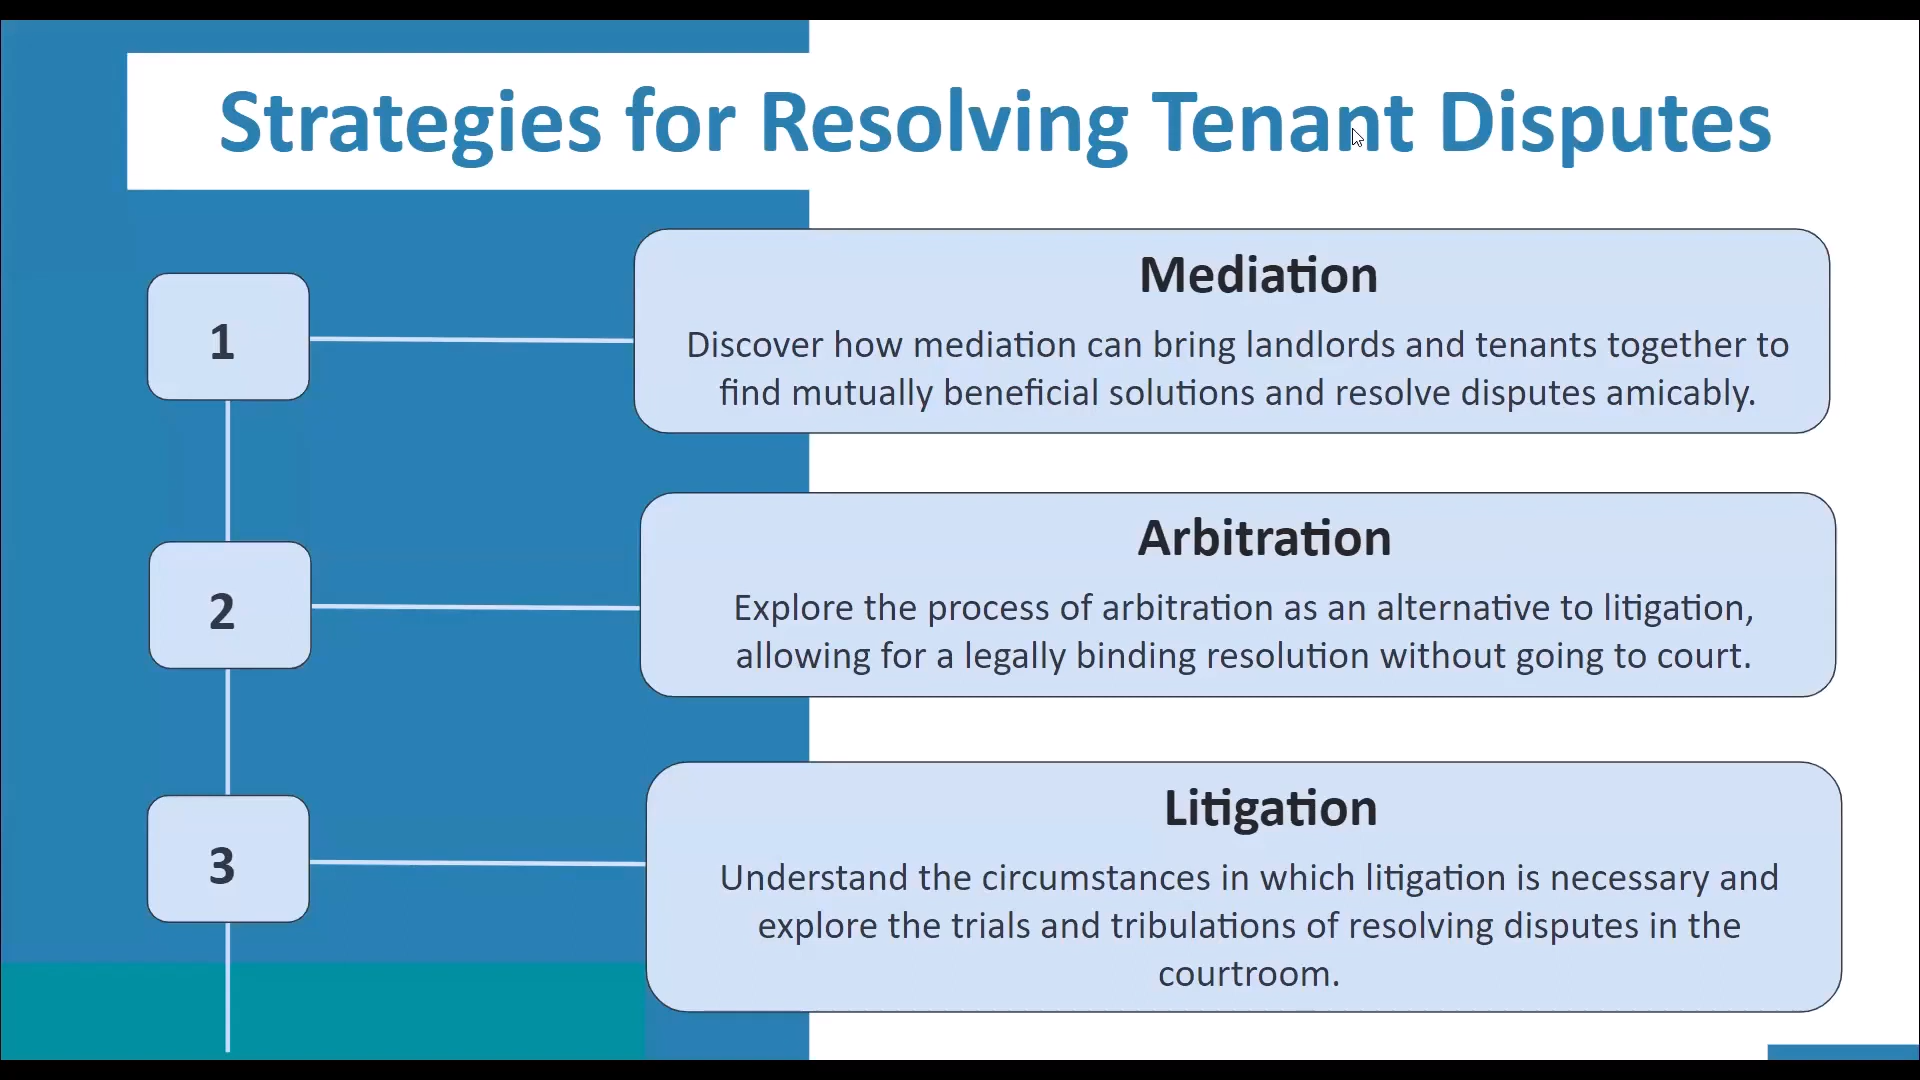 Strategies for Resolving Tenant Disputes
1
Mediation
Discover how mediation can bring landlords and tenants together to
find mutually beneficial solutions and resolve disputes amicably.
2
Arbitration
Explore the process of arbitration as an alternative to litigation,
allowing for a legally binding resolution without going to court.
3
Litigation
Understand the circumstances in which litigation is necessary and
explore the trials and tribulations of resolving disputes in the
courtroom.